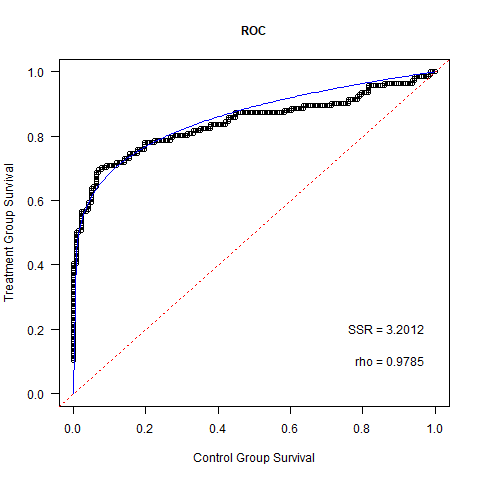 ROC
Treatment Group Survival
1.0
0.8
0.6
0.4
0.2
0.0
SSR = 3.2012
rho = 0.9785
0.0 0.2 0.4 0.6 0.8 1.0
Control Group Survival